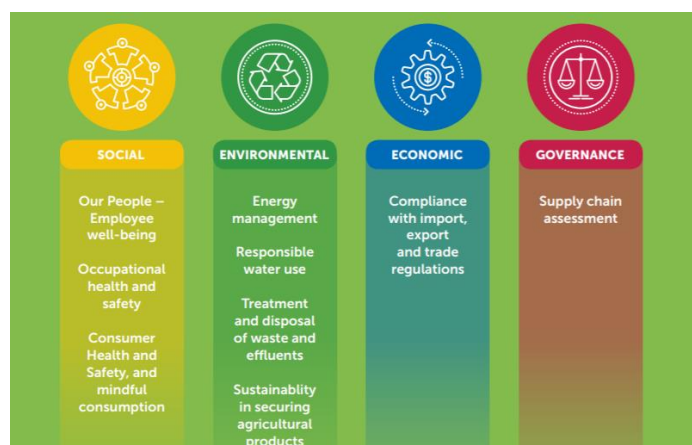 SOCIAL
Our People –
Employee
well-being
Occupational
health and
safety
Consumer
Health and
Safety, and
mindful
consumption
ENVIRONMENTAL
Energy
management
Responsible
water use
Treatment
and disposal
of waste and
effluents
Sustainablity
in securing
agricultural
products
ECONOMIC
$
Compliance
with import,
export
and trade
regulations
GOVERNANCE
Supply chain
assessment